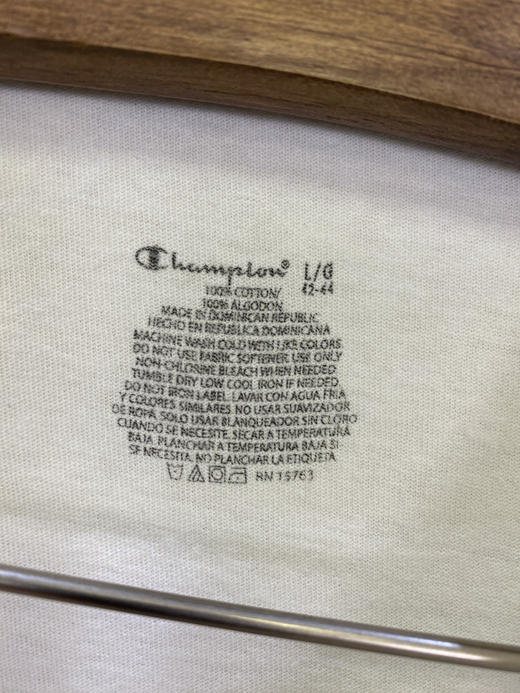 Champion® L/G
100% COTTON/ 42-44
100% ALGODON
MADE IN DOMINICAN REPUBLIC
HECHO EN REPUBLICA DOMINICANA
MACHINE WASH COLD WITH LIKE COLORS
DO NOT USE FABRIC SOFTENER. USE ONLY
NON-CHLORINE BLEACH WHEN NEEDED
TUMBLE DRY LOW COOL IRON IF NEEDED
DO NOT IRON LABEL. LAVAR CON AGUA FRIA
Y COLORES SIMILARES. NO USAR SUAVIZADOR
DE ROPA. SOLO USAR BLANQUEADOR SIN CLORO
CUANDO SE NECESITE. SECAR A TEMPERATURA
BAJA. PLANCHAR A TEMPERATURA BAJA SI
SE NECESITA. NO PLANCHAR LA ETIQUETA
RN 15763